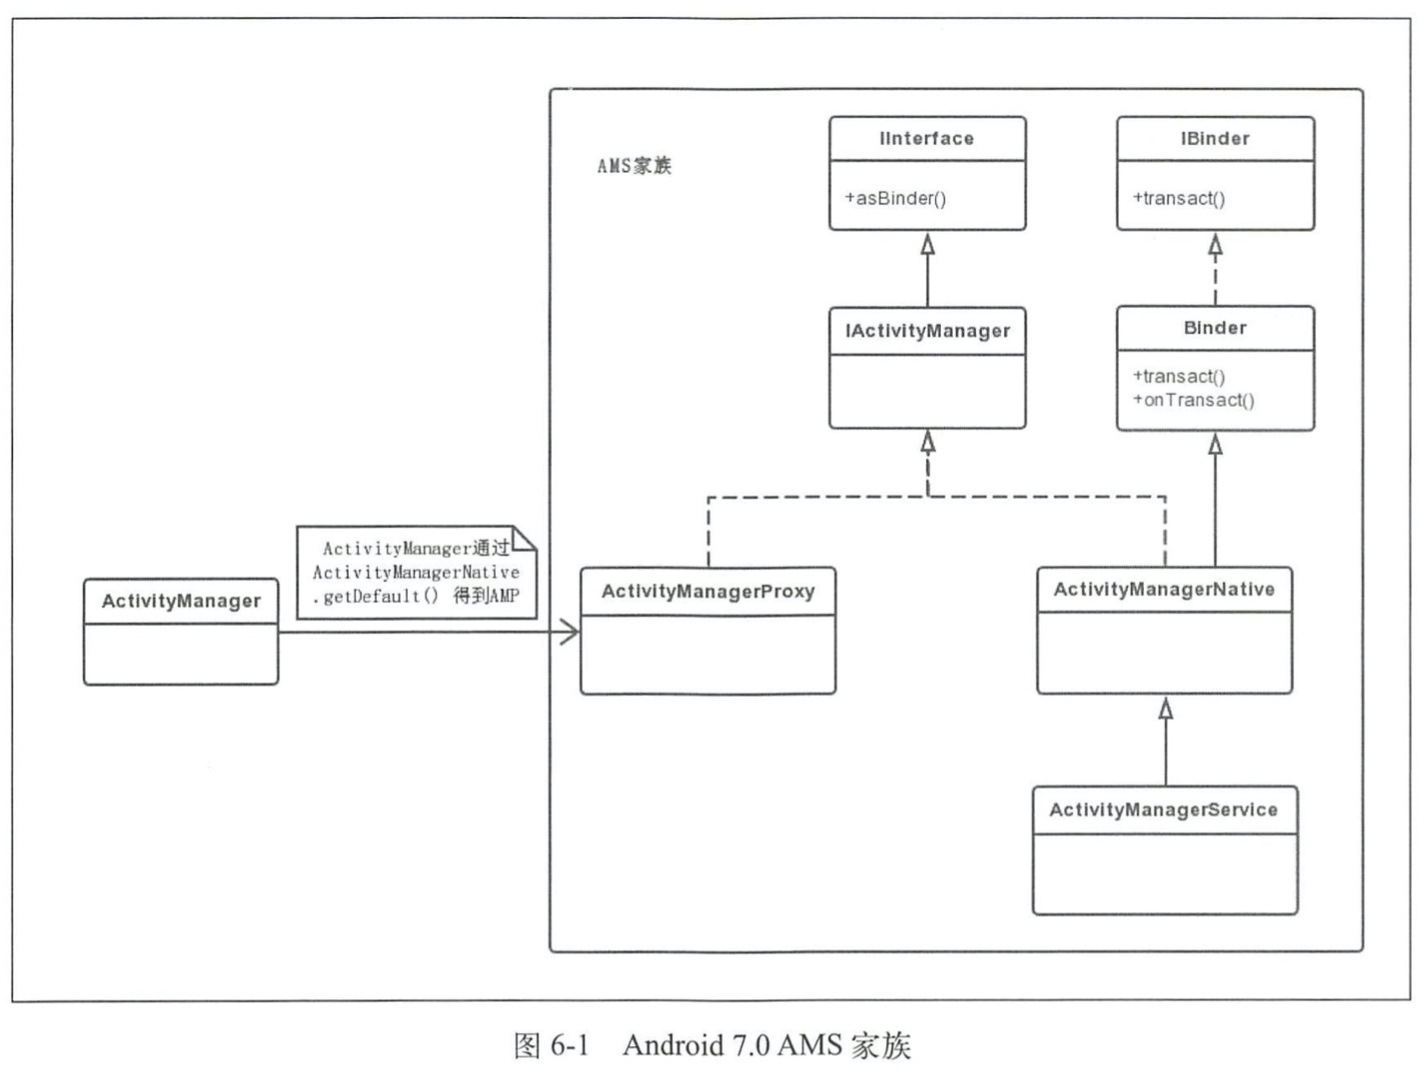 AMS家族
IInterface
+asBinder()
IBinder
+transact()
IActivityManager
Binder
+transact()
+onTransact()
ActivityManager通过
ActivityManagerNative
.getDefault() 得到AMP
ActivityManager
ActivityManagerProxy
ActivityManagerNative
ActivityManagerService
图 6-1 Android 7.0 AMS 家族